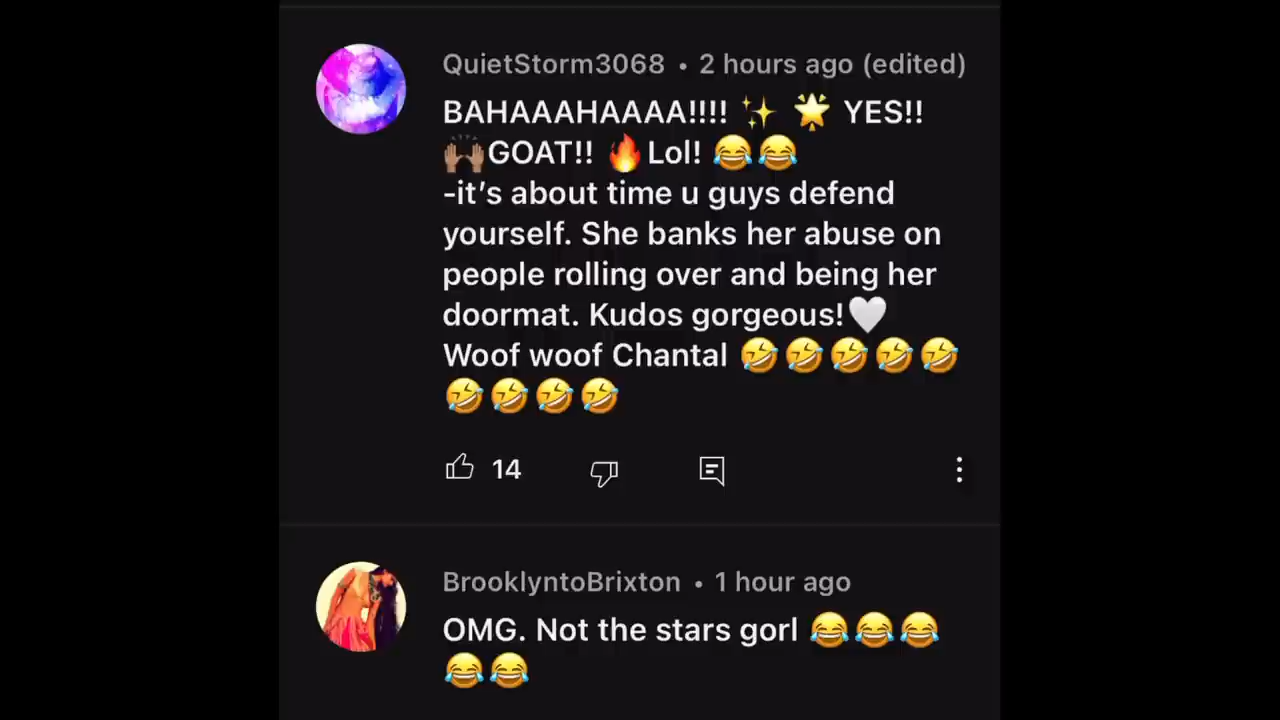 QuietStorm3068 • 2 hours ago (edited)
BAHAAAHAAAA!!!! ✨ 🌟 YES!!
🙌🏽GOAT!! 🔥Lol! 😂😂
-it’s about time u guys defend
yourself. She banks her abuse on
people rolling over and being her
doormat. Kudos gorgeous!🤍
Woof woof Chantal 🤣🤣🤣🤣🤣
🤣🤣🤣🤣
14
BrooklyntoBrixton • 1 hour ago
OMG. Not the stars gorl 😂😂😂
😂😂